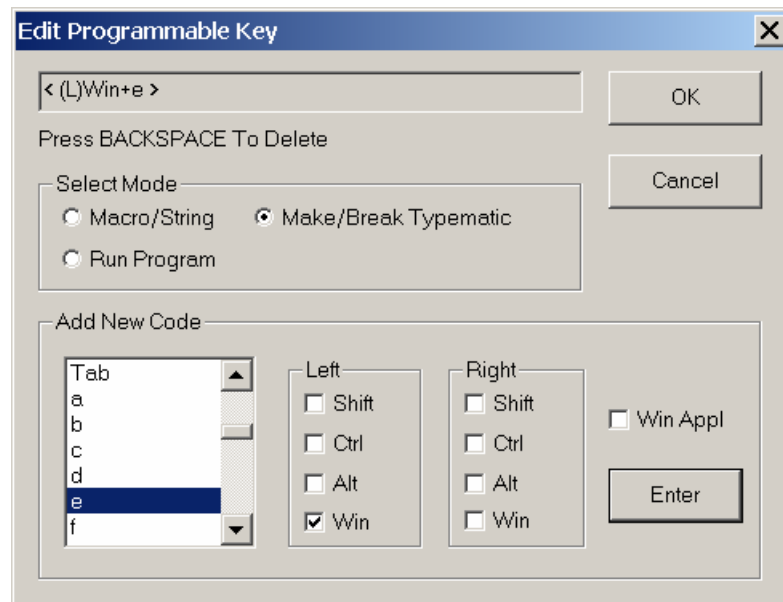 Edit Programmable Key
< (L)Win+e >
OK
Press BACKSPACE To Delete
Cancel
Select Mode
Macro/String
Make/Break Typematic
Run Program
Add New Code
Tab
a
b
c
d
e
f
Left
Shift
Ctrl
Alt
Win
Right
Shift
Ctrl
Alt
Win
Win Appl
Enter